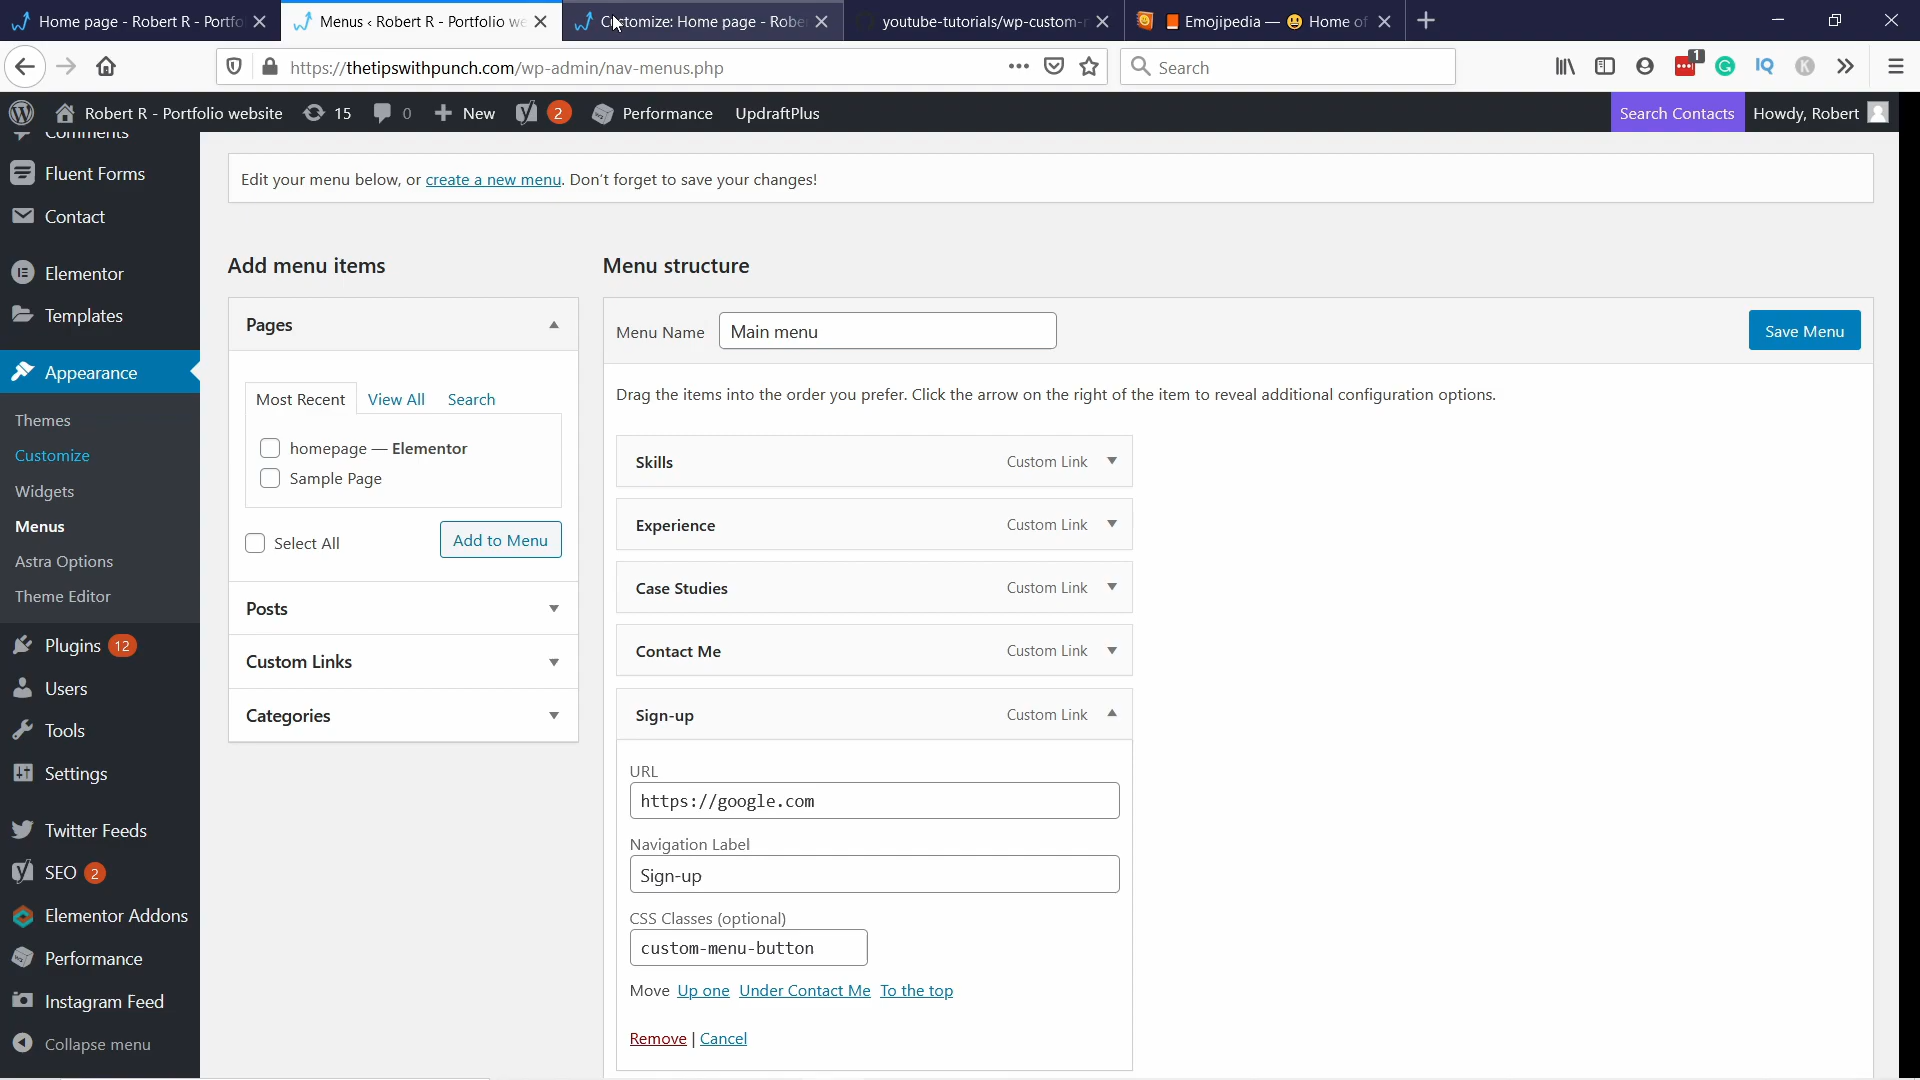 Home page - Robert R - Portfo
Menus ‹ Robert R - Portfolio we
Customize: Home page - Robe
youtube-tutorials/wp-custom-
Emojipedia — 😀 Home of
https://thetipswithpunch.com/wp-admin/nav-menus.php
Search
1
IQ
K
Robert R - Portfolio website
15
0
New
2
Performance
UpdraftPlus
Search Contacts
Howdy, Robert
Comments
Fluent Forms
Contact
Elementor
Templates
Appearance
Themes
Customize
Widgets
Menus
Astra Options
Theme Editor
Plugins 12
Users
Tools
Settings
Twitter Feeds
SEO 2
Elementor Addons
Performance
Instagram Feed
Collapse menu
Edit your menu below, or create a new menu. Don't forget to save your changes!
Add menu items
Pages
Most Recent View All Search
homepage — Elementor
Sample Page
Select All
Add to Menu
Posts
Custom Links
Categories
Menu structure
Menu Name Main menu
Save Menu
Drag the items into the order you prefer. Click the arrow on the right of the item to reveal additional configuration options.
Skills Custom Link
Experience Custom Link
Case Studies Custom Link
Contact Me Custom Link
Sign-up Custom Link
URL
https://google.com
Navigation Label
Sign-up
CSS Classes (optional)
custom-menu-button
Move Up one Under Contact Me To the top
Remove | Cancel